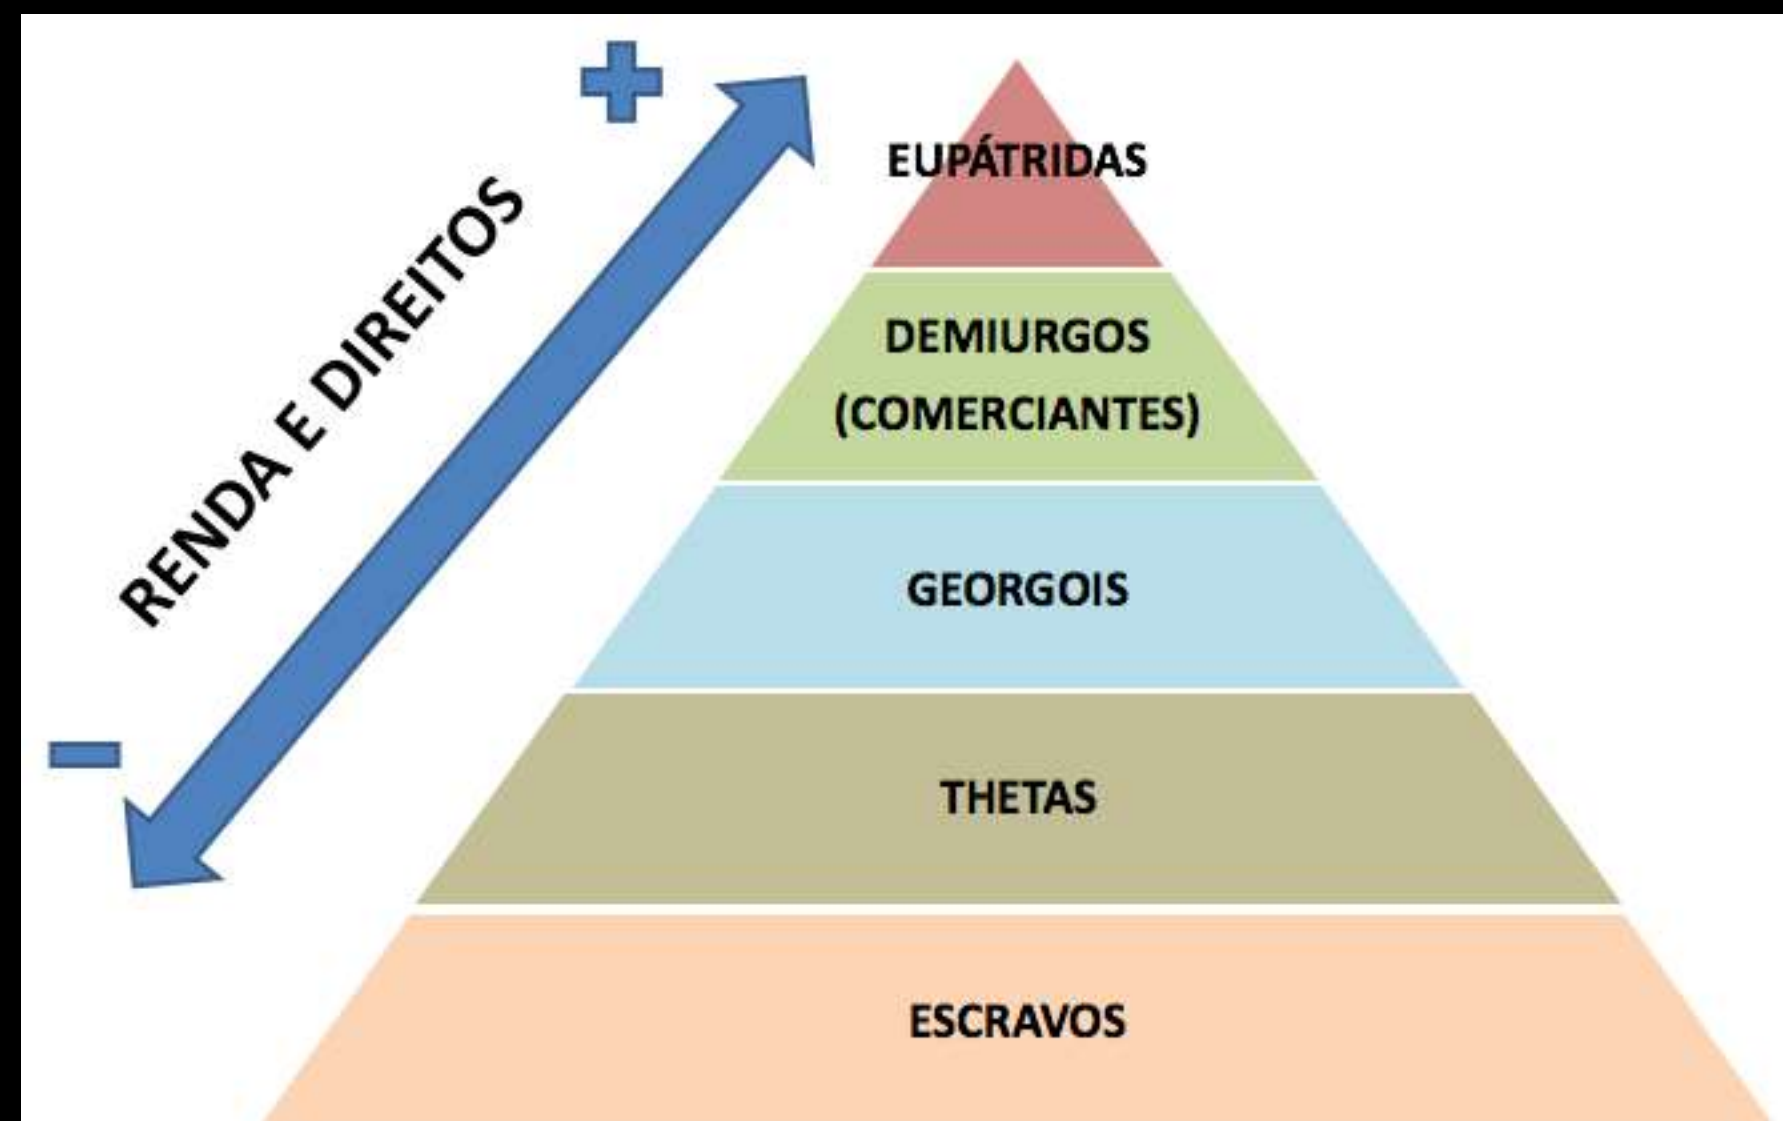 RENDA E DIREITOS
EUPÁTRIDAS
DEMIURGOS
(COMERCIANTES)
GEORGOIS
THETAS
ESCRAVOS